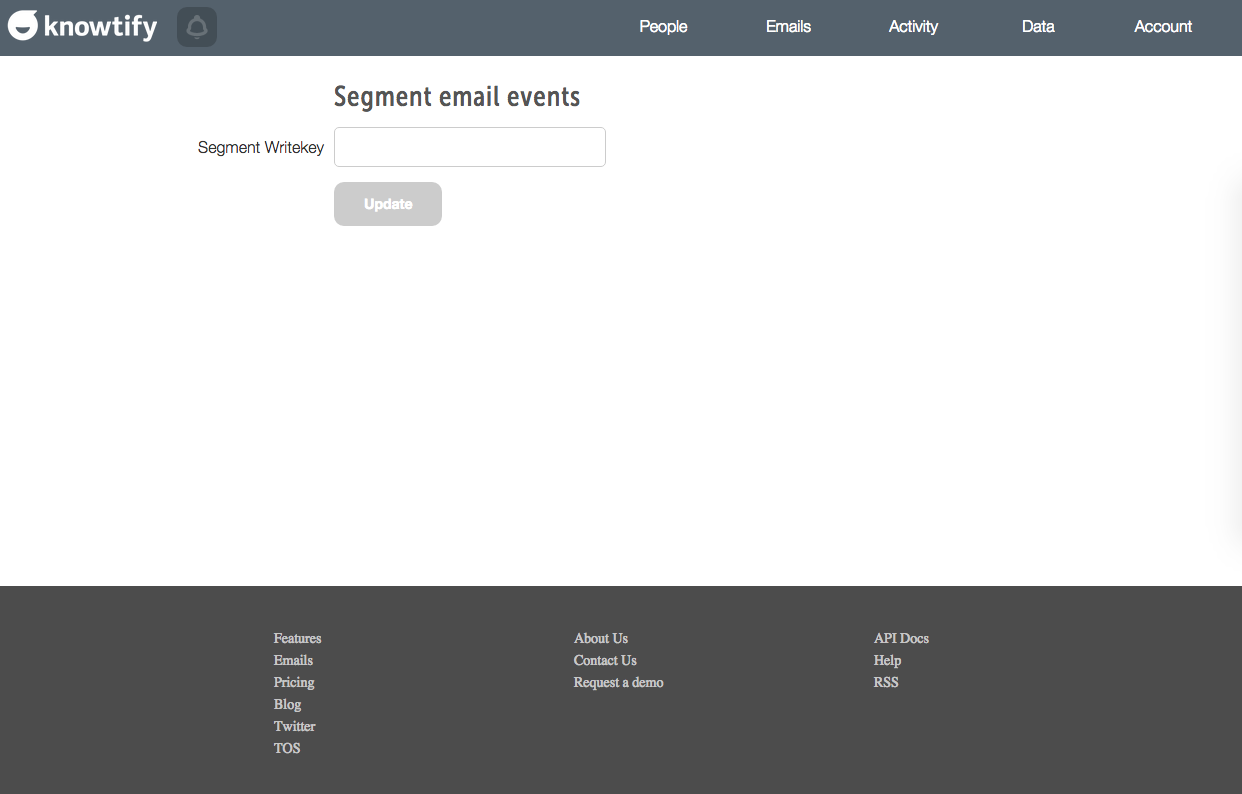 knowtify
People
Emails
Activity
Data
Account
Segment email events
Segment Writekey
Update
Features
Emails
Pricing
Blog
Twitter
TOS
About Us
Contact Us
Request a demo
API Docs
Help
RSS